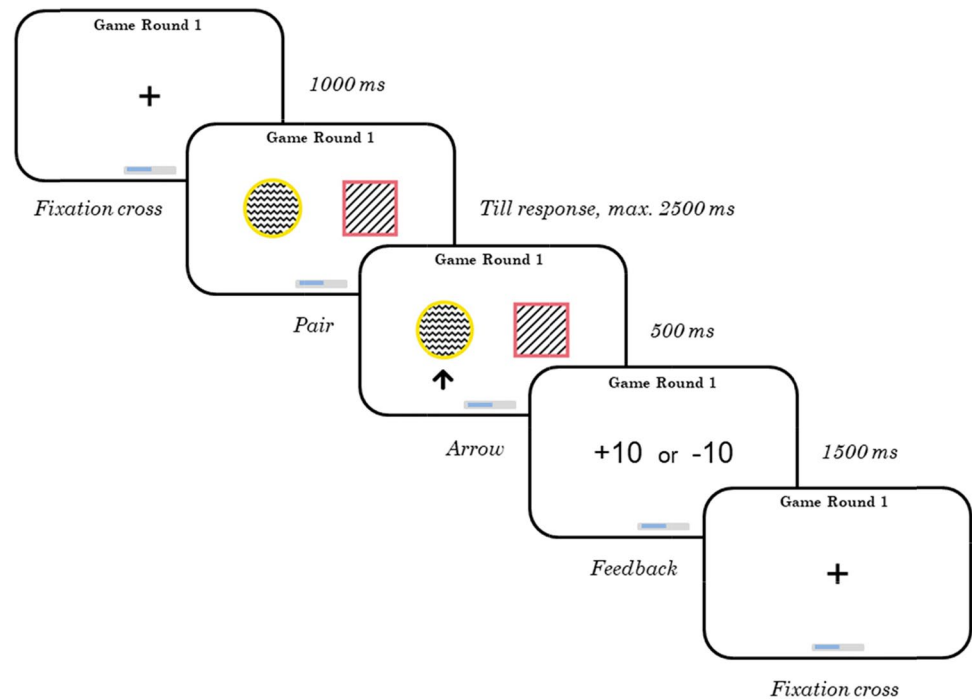 Game Round 1
+
1000 ms
Fixation cross
Game Round 1
Till response, max. 2500 ms
Pair
Game Round 1
500 ms
Arrow
Game Round 1
+10 or -10
1500 ms
Feedback
Game Round 1
+
Fixation cross